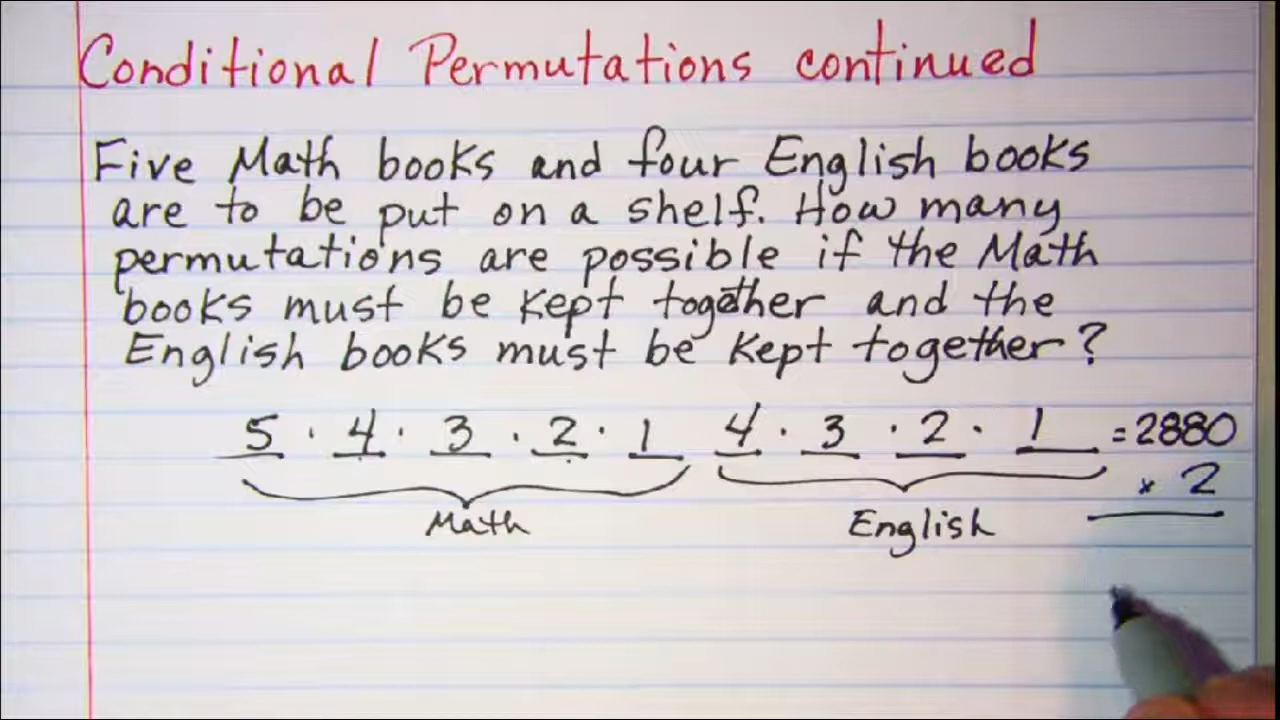 Conditional Permutations continued
Five Math books and four English books
are to be put on a shelf. How many
permutations are possible if the Math
books must be kept together and the
English books must be kept together?
5 · 4 · 3 · 2 · 1 4 · 3 · 2 · 1 = 2880
× 2
Math English